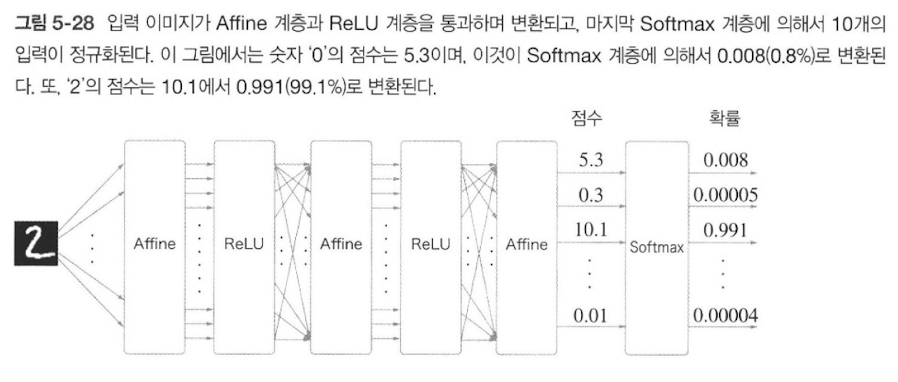 그림 5-28 입력 이미지가 Affine 계층과 ReLU 계층을 통과하며 변환되고, 마지막 Softmax 계층에 의해서 10개의
입력이 정규화된다. 이 그림에서는 숫자 ‘0’의 점수는 5.3이며, 이것이 Softmax 계층에 의해서 0.008(0.8%)로 변환된
다. 또, ‘2’의 점수는 10.1에서 0.991(99.1%)로 변환된다.
점수 확률
5.3 0.008
0.3 0.00005
10.1 0.991
2 Affine ReLU Affine ReLU Affine Softmax
0.01 0.00004